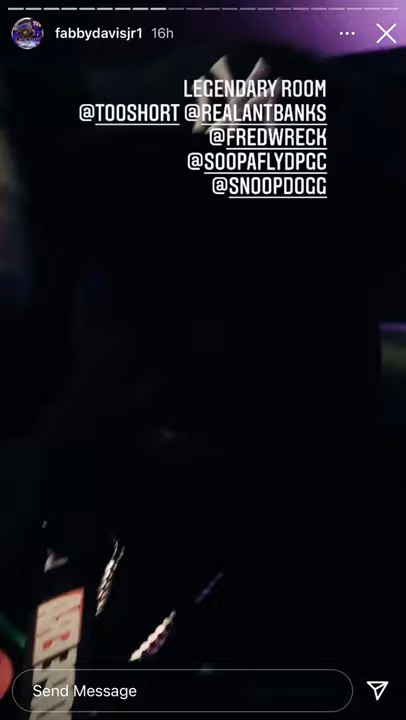 fabbydavisjr1 16h
LEGENDARY ROOM
@TOOSHORT @REALANTBANKS
@FREDWRECK
@SOOPAFLYDPGC
@SNOOPDOGG
Send Message